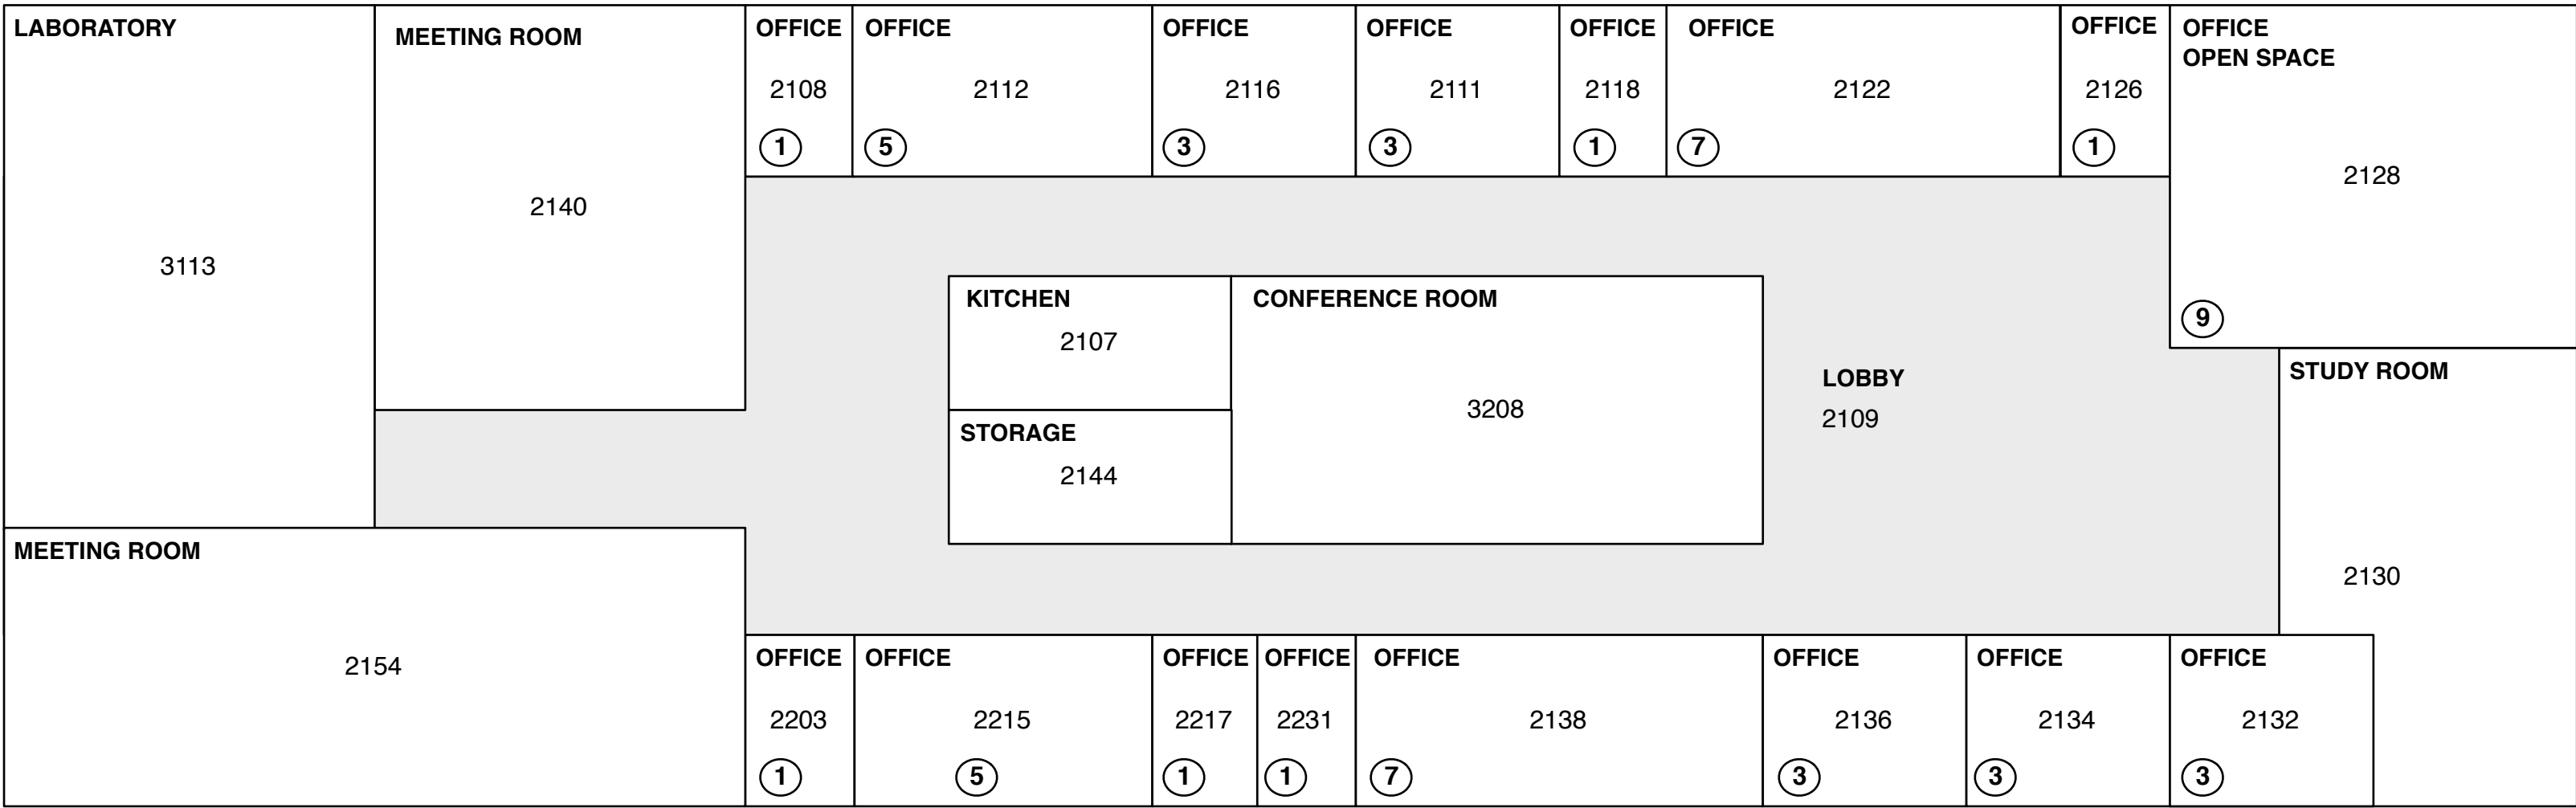 LABORATORY
3113
MEETING ROOM
2140
OFFICE
2108
1
OFFICE
2112
5
OFFICE
2116
3
OFFICE
2111
3
OFFICE
2118
1
OFFICE
2122
7
OFFICE
2126
1
OFFICE
OPEN SPACE
2128
9
KITCHEN
2107
CONFERENCE ROOM
3208
STORAGE
2144
LOBBY
2109
STUDY ROOM
2130
MEETING ROOM
2154
OFFICE
2203
1
OFFICE
2215
5
OFFICE
2217
1
OFFICE
2231
1
OFFICE
2138
7
OFFICE
2136
3
OFFICE
2134
3
OFFICE
2132
3